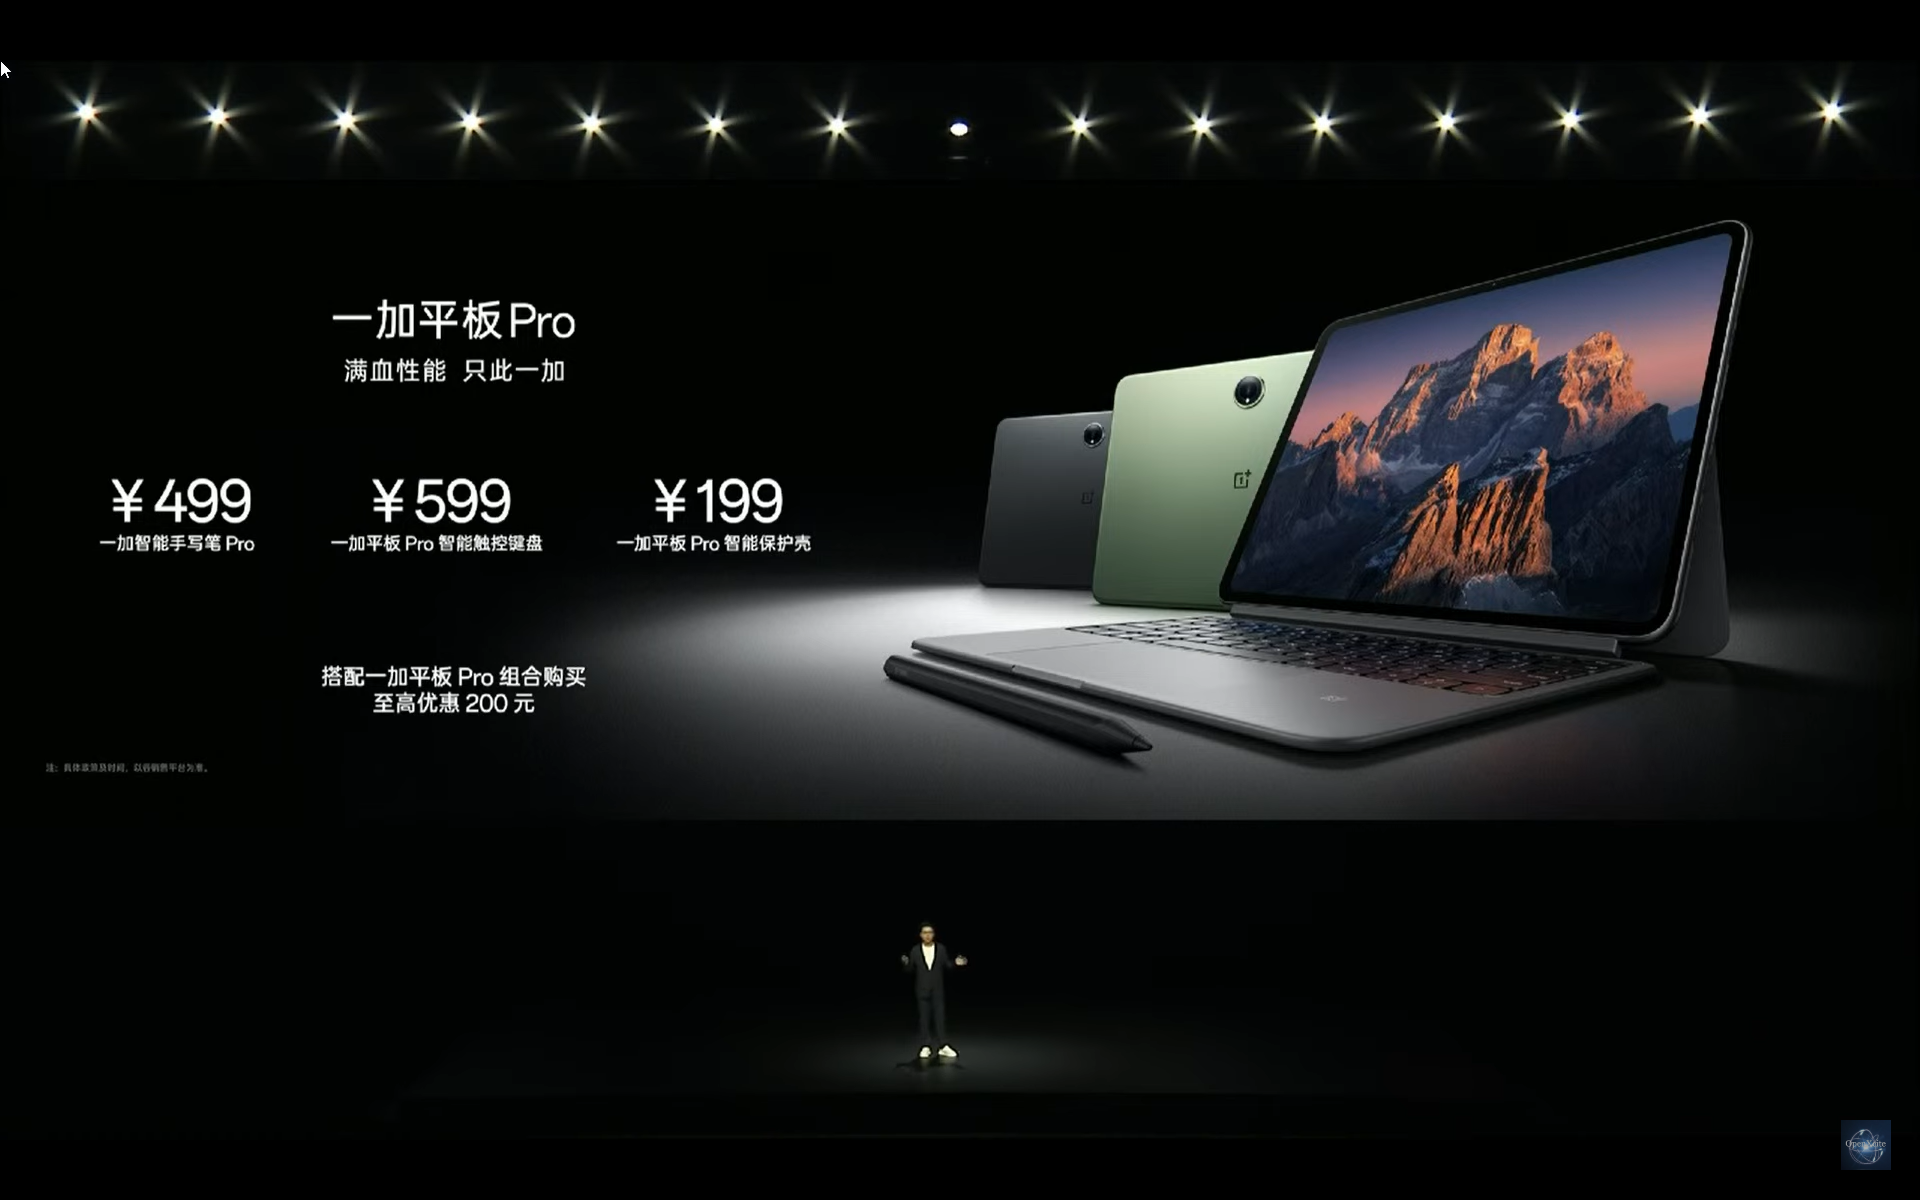 一加平板Pro
满血性能 只此一加
￥499
一加智能手写笔 Pro
￥599
一加平板 Pro 智能触控键盘
￥199
一加平板 Pro 智能保护壳
搭配一加平板 Pro 组合购买
至高优惠 200 元